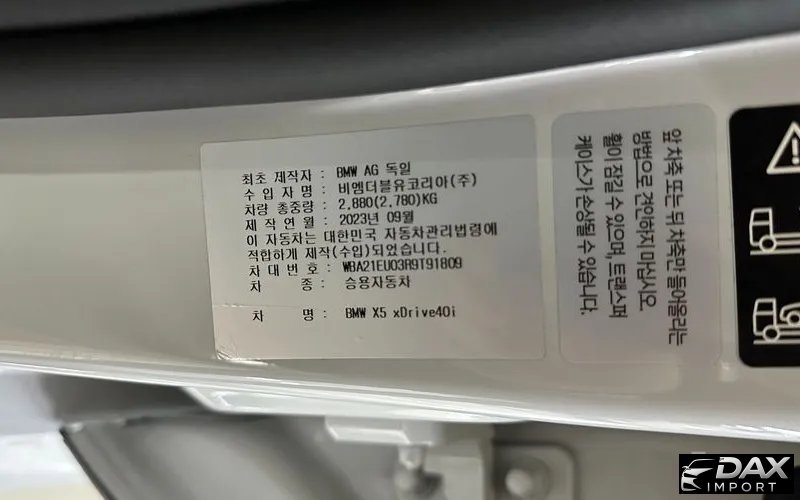 최초 제작자 : BMW AG 독일
수 입 자 명 : 비엠더블유코리아(주)
차량 총중량 : 2,880(2,780)KG
제 작 연 월 : 2023년 09월
이 자동차는 대한민국 자동차관리법령에
적합하게 제작(수입)되었습니다.
차 대 번 호 : WBA21EU03R9T91809
차 종 : 승용자동차
차 명 : BMW X5 xDrive40i
앞 차축 또는 뒤 차축만 들어올리는
방법으로 견인하지 마십시오.
휠이 잠길 수 있으며, 트랜스퍼
케이스가 손상될 수 있습니다.
DAX
IMPORT